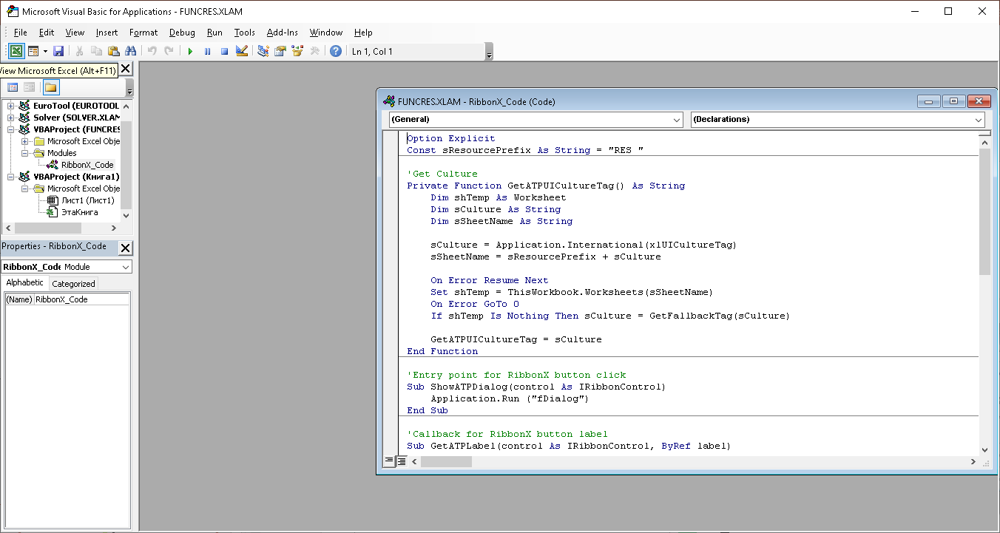 Microsoft Visual Basic for Applications - FUNCRES.XLAM
File Edit View Insert Format Debug Run Tools Add-Ins Window Help
Ln 1, Col 1
View Microsoft Excel (Alt+F11)
EuroTool (EUROTOOL
Solver (SOLVER.XLAM
VBAProject (FUNCRES
Microsoft Excel Obje
Modules
RibbonX_Code
VBAProject (Книга1)
Microsoft Excel Obje
Лист1 (Лист1)
ЭтаКнига
Properties - RibbonX_Code
RibbonX_Code Module
Alphabetic Categorized
(Name) RibbonX_Code
FUNCRES.XLAM - RibbonX_Code (Code)
(General) (Declarations)
Option Explicit
Const sResourcePrefix As String = "RES "
'Get Culture
Private Function GetATPUICultureTag() As String
Dim shTemp As Worksheet
Dim sCulture As String
Dim sSheetName As String
sCulture = Application.International(xlUICultureTag)
sSheetName = sResourcePrefix + sCulture
On Error Resume Next
Set shTemp = ThisWorkbook.Worksheets(sSheetName)
On Error GoTo 0
If shTemp Is Nothing Then sCulture = GetFallbackTag(sCulture)
GetATPUICultureTag = sCulture
End Function
'Entry point for RibbonX button click
Sub ShowATPDialog(control As IRibbonControl)
Application.Run ("fDialog")
End Sub
'Callback for RibbonX button label
Sub GetATPLabel(control As IRibbonControl, ByRef label)